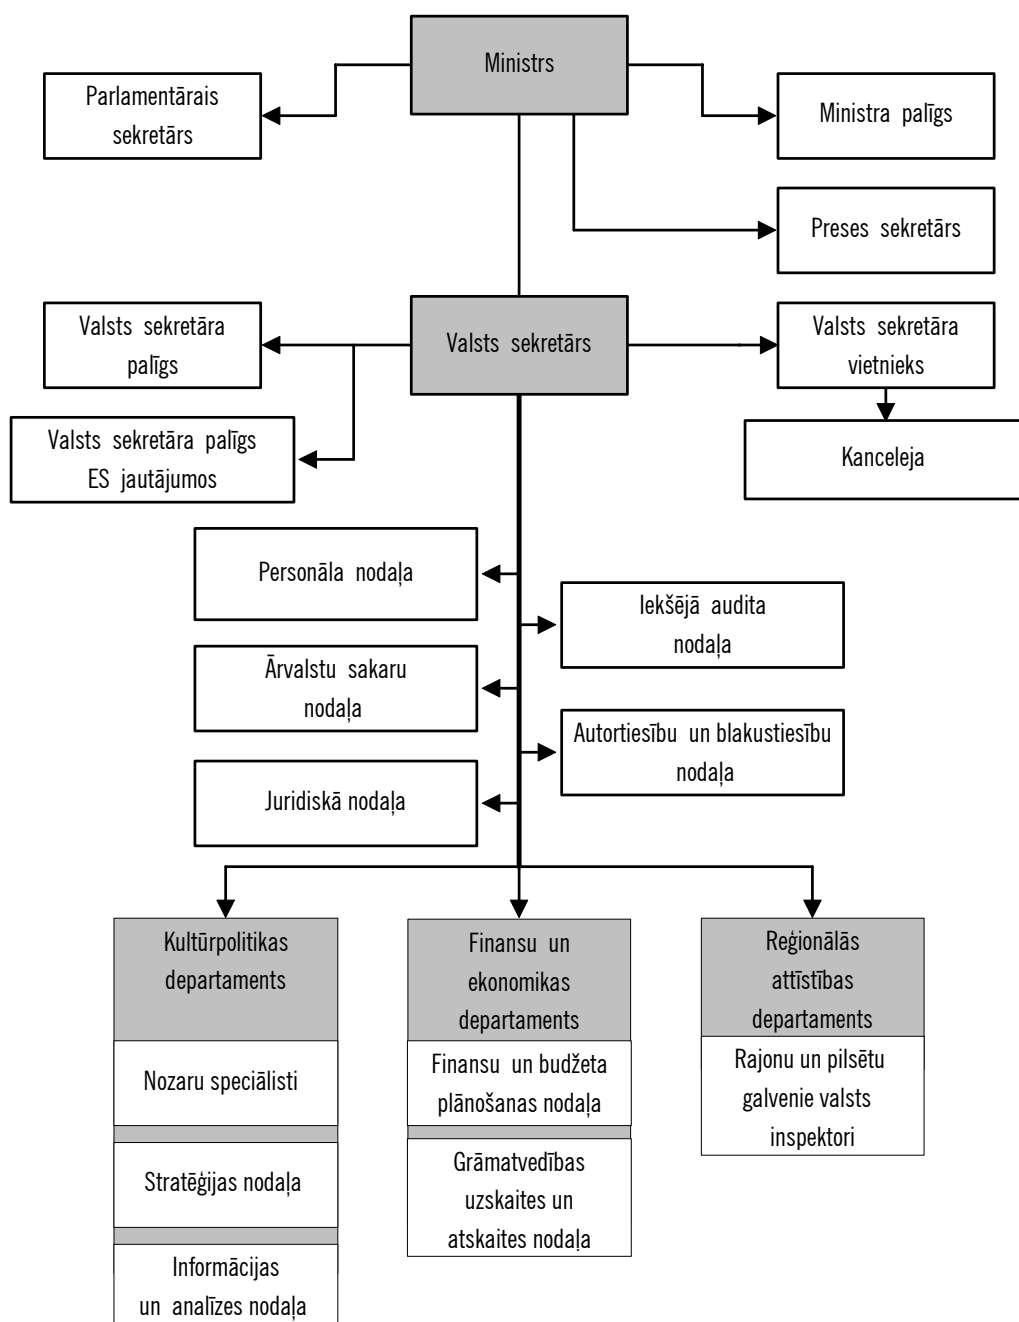 Ministrs
Parlamentārais
sekretārs
Ministra palīgs
Preses sekretārs
Valsts sekretāra
palīgs
Valsts sekretārs
Valsts sekretāra
vietnieks
Valsts sekretāra palīgs
ES jautājumos
Kanceleja
Personāla nodaļa
Iekšējā audita
nodaļa
Ārvalstu sakaru
nodaļa
Autortiesību un blakustiesību
nodaļa
Juridiskā nodaļa
Kultūrpolitikas
departaments
Nozaru speciālisti
Stratēģijas nodaļa
Informācijas
un analīzes nodaļa
Finansu un
ekonomikas
departaments
Finansu un budžeta
plānošanas nodaļa
Grāmatvedības
uzskaites un
atskaites nodaļa
Reģionālās
attīstības
departaments
Rajonu un pilsētu
galvenie valsts
inspektori